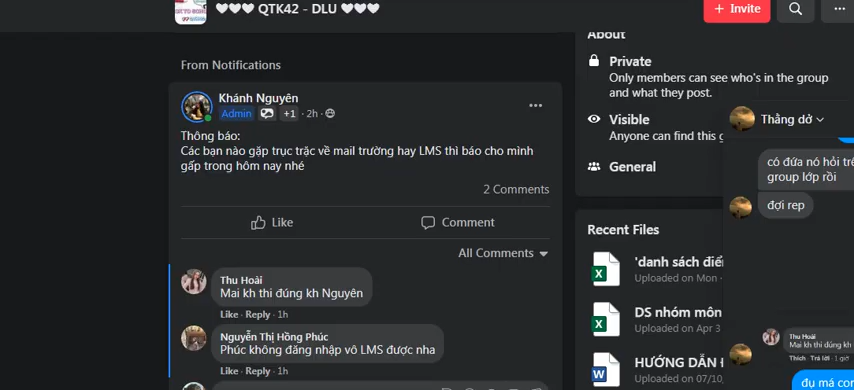 ♥♥♥ QTK42 - DLU ♥♥♥
+ Invite
From Notifications
Khánh Nguyên
Admin +1 · 2h ·
Thông báo:
Các bạn nào gặp trục trặc về mail trường hay LMS thì báo cho mình
gấp trong hôm nay nhé
2 Comments
Like
Comment
All Comments
Thu Hoài
Mai kh thi đúng kh Nguyên
Like · Reply · 1h
Nguyễn Thị Hồng Phúc
Phúc không đăng nhập vô LMS được nha
Like · Reply · 1h
About
Private
Only members can see who's in the group
and what they post.
Visible
Anyone can find this g
General
Recent Files
'danh sách điể
Uploaded on Mon ·
DS nhóm môn
Uploaded on Apr 3
HƯỚNG DẪN
Uploaded on 07/10,
Thằng dở
có đứa nó hỏi trê
group lớp rồi
đợi rep
Thu Hoài
Mai kh thi đúng kh
Thích · Trả lời · 1 giờ
đụ má con